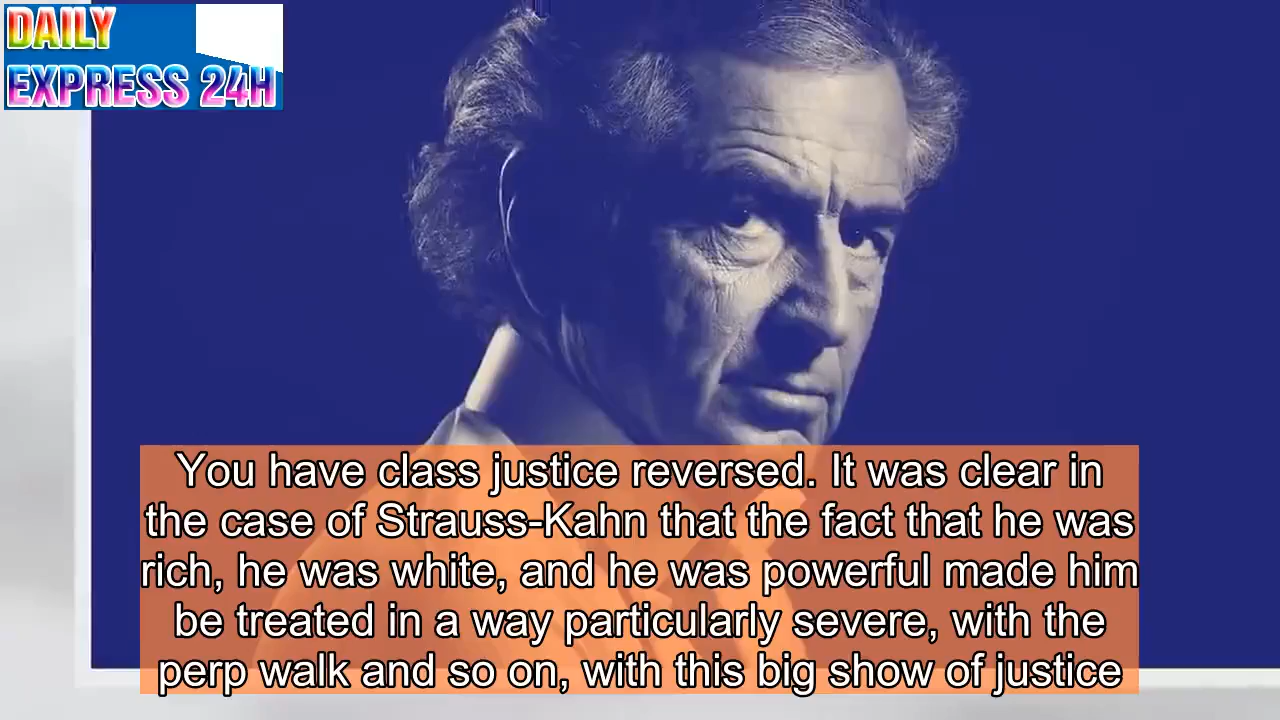 DAILY
EXPRESS 24H
You have class justice reversed. It was clear in
the case of Strauss-Kahn that the fact that he was
rich, he was white, and he was powerful made him
be treated in a way particularly severe, with the
perp walk and so on, with this big show of justice